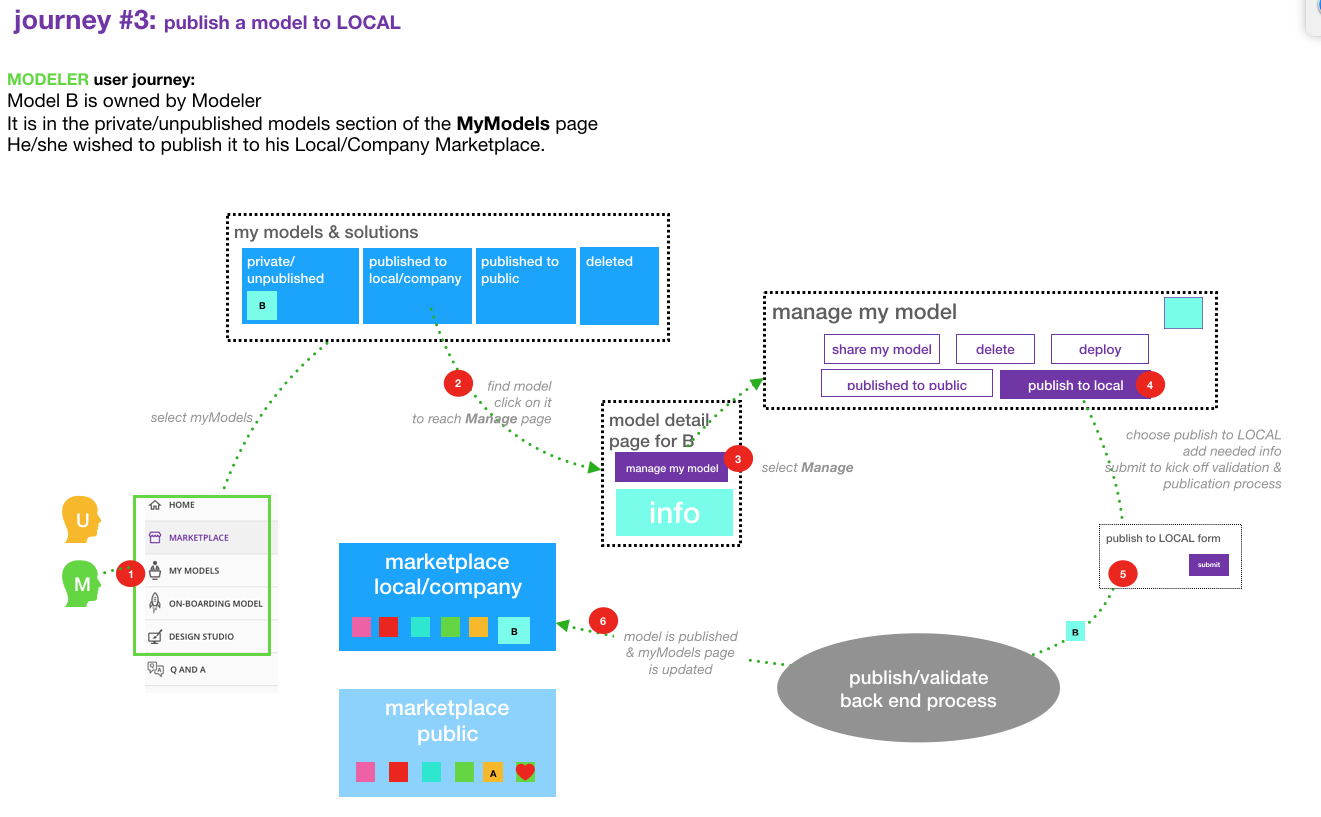 journey #3: publish a model to LOCAL
MODELER user journey:
Model B is owned by Modeler
It is in the private/unpublished models section of the MyModels page
He/she wished to publish it to his Local/Company Marketplace.
my models & solutions
private/
unpublished
B
published to
local/company
published to
public
deleted
select myModels
2
find model
click on it
to reach Manage page
manage my model
share my model
delete
deploy
published to public
publish to local
4
model detail
page for B
manage my model
3
info
select Manage
choose publish to LOCAL
add needed info
submit to kick off validation &
publication process
U
M
1
HOME
MARKETPLACE
MY MODELS
ON-BOARDING MODEL
DESIGN STUDIO
Q AND A
publish to LOCAL form
submit
5
B
marketplace
local/company
B
6
model is published
& myModels page
is updated
publish/validate
back end process
marketplace
public
A